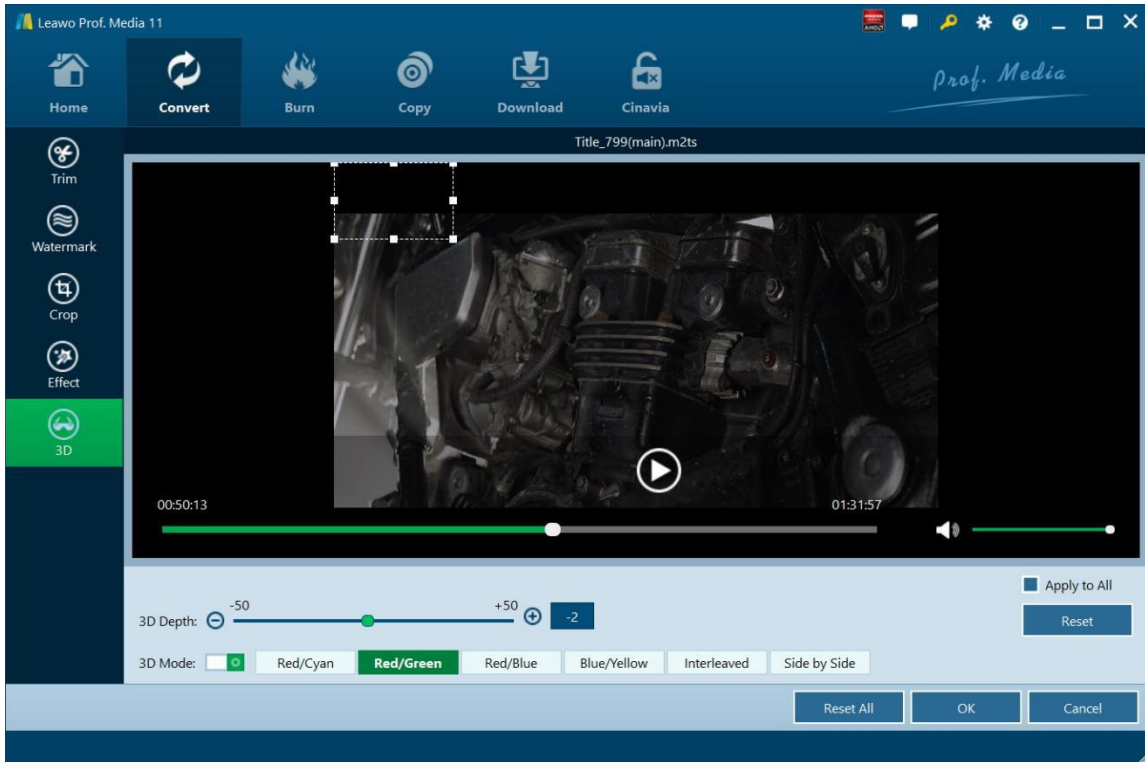 Leawo Prof. Media 11
AMD
Home
Convert
Burn
Copy
Download
Cinavia
Prof. Media
Trim
Watermark
Crop
Effect
3D
Title_799(main).m2ts
00:50:13
01:31:57
3D Depth:
-50
+50
-2
Apply to All
Reset
3D Mode:
Red/Cyan
Red/Green
Red/Blue
Blue/Yellow
Interleaved
Side by Side
Reset All
OK
Cancel